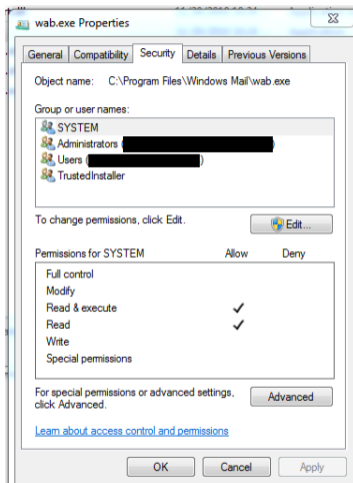 wab.exe Properties
General Compatibility Security Details Previous Versions
Object name: C:\Program Files\Windows Mail\wab.exe
Group or user names:
SYSTEM
Administrators (
Users (
TrustedInstaller
To change permissions, click Edit.
Edit...
Permissions for SYSTEM Allow Deny
Full control
Modify
Read & execute
Read
Write
Special permissions
For special permissions or advanced settings,
click Advanced.
Advanced
Learn about access control and permissions
OK Cancel Apply